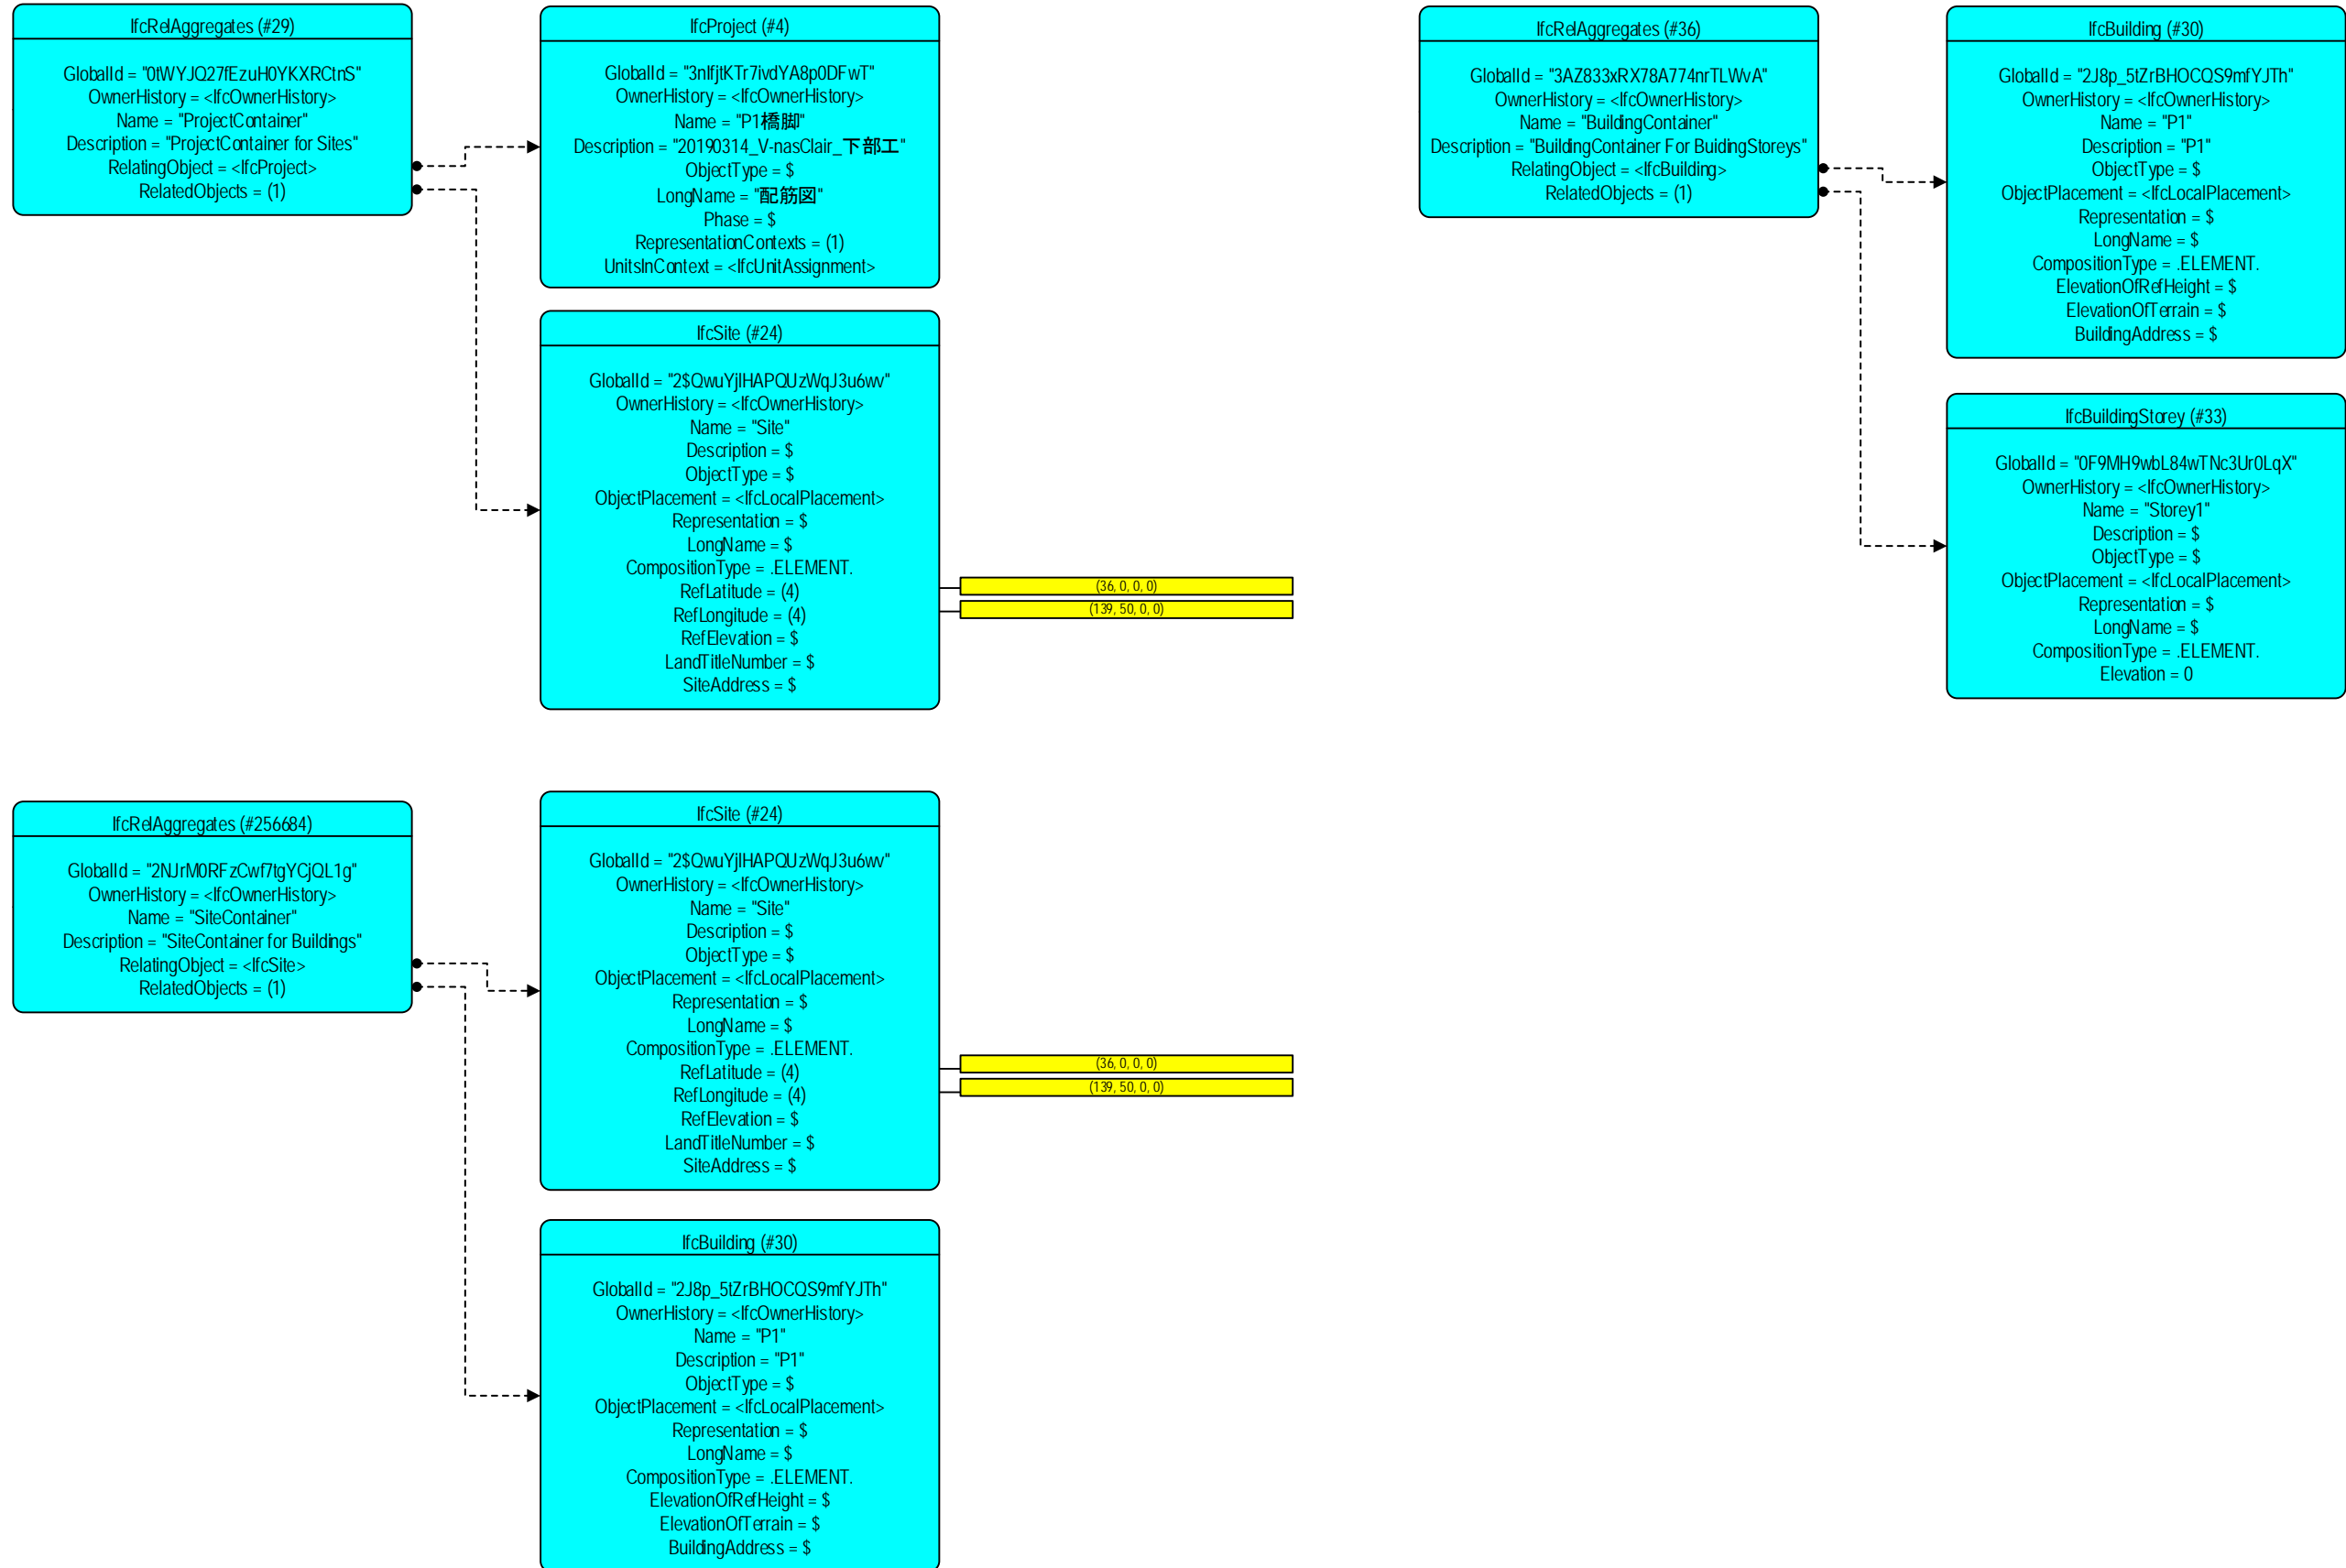 IfcRelAggregates (#29)
GlobalId = "0tWYJQ27fEzuH0YKXRCtnS"
OwnerHistory = <IfcOwnerHistory>
Name = "ProjectContainer"
Description = "ProjectContainer for Sites"
RelatingObject = <IfcProject>
RelatedObjects = (1)
IfcProject (#4)
GlobalId = "3nIfjtKTr7ivdYA8p0DFwT"
OwnerHistory = <IfcOwnerHistory>
Name = "P1橋脚"
Description = "20190314_V-nasClair_下部工"
ObjectType = $
LongName = "配筋図"
Phase = $
RepresentationContexts = (1)
UnitsInContext = <IfcUnitAssignment>
IfcSite (#24)
GlobalId = "2$QwuYjlHAPQUzWqJ3u6wv"
OwnerHistory = <IfcOwnerHistory>
Name = "Site"
Description = $
ObjectType = $
ObjectPlacement = <IfcLocalPlacement>
Representation = $
LongName = $
CompositionType = .ELEMENT.
RefLatitude = (4)
RefLongitude = (4)
RefElevation = $
LandTitleNumber = $
SiteAddress = $
(36, 0, 0, 0)
(139, 50, 0, 0)
IfcRelAggregates (#36)
GlobalId = "3AZ833xRX78A774nrTLWvA"
OwnerHistory = <IfcOwnerHistory>
Name = "BuildingContainer"
Description = "BuildingContainer For BuidingStoreys"
RelatingObject = <IfcBuilding>
RelatedObjects = (1)
IfcBuilding (#30)
GlobalId = "2J8p_5tZrBHOCQS9mfYJTh"
OwnerHistory = <IfcOwnerHistory>
Name = "P1"
Description = "P1"
ObjectType = $
ObjectPlacement = <IfcLocalPlacement>
Representation = $
LongName = $
CompositionType = .ELEMENT.
ElevationOfRefHeight = $
ElevationOfTerrain = $
BuildingAddress = $
IfcBuildingStorey (#33)
GlobalId = "0F9MH9wbL84wTNc3Ur0LqX"
OwnerHistory = <IfcOwnerHistory>
Name = "Storey1"
Description = $
ObjectType = $
ObjectPlacement = <IfcLocalPlacement>
Representation = $
LongName = $
CompositionType = .ELEMENT.
Elevation = 0
IfcRelAggregates (#256684)
GlobalId = "2NJrM0RFzCwf7tgYCjQL1g"
OwnerHistory = <IfcOwnerHistory>
Name = "SiteContainer"
Description = "SiteContainer for Buildings"
RelatingObject = <IfcSite>
RelatedObjects = (1)
IfcSite (#24)
GlobalId = "2$QwuYjlHAPQUzWqJ3u6wv"
OwnerHistory = <IfcOwnerHistory>
Name = "Site"
Description = $
ObjectType = $
ObjectPlacement = <IfcLocalPlacement>
Representation = $
LongName = $
CompositionType = .ELEMENT.
RefLatitude = (4)
RefLongitude = (4)
RefElevation = $
LandTitleNumber = $
SiteAddress = $
(36, 0, 0, 0)
(139, 50, 0, 0)
IfcBuilding (#30)
GlobalId = "2J8p_5tZrBHOCQS9mfYJTh"
OwnerHistory = <IfcOwnerHistory>
Name = "P1"
Description = "P1"
ObjectType = $
ObjectPlacement = <IfcLocalPlacement>
Representation = $
LongName = $
CompositionType = .ELEMENT.
ElevationOfRefHeight = $
ElevationOfTerrain = $
BuildingAddress = $